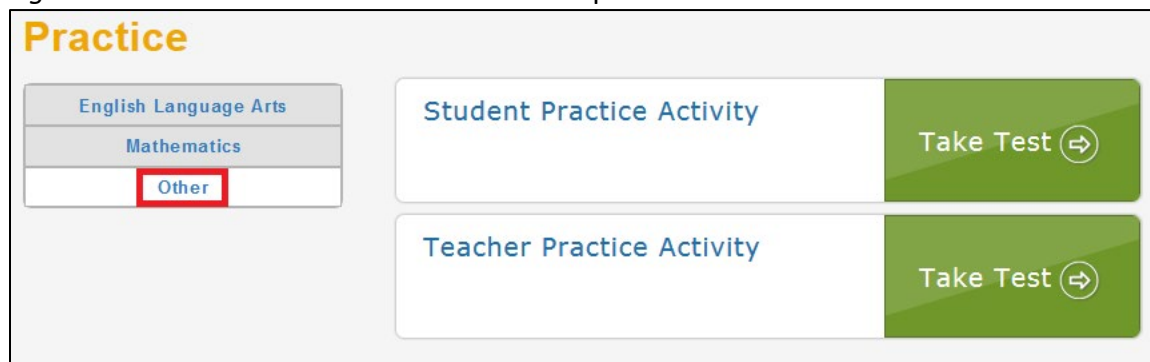 Practice
English Language Arts
Mathematics
Other
Student Practice Activity
Take Test
Teacher Practice Activity
Take Test